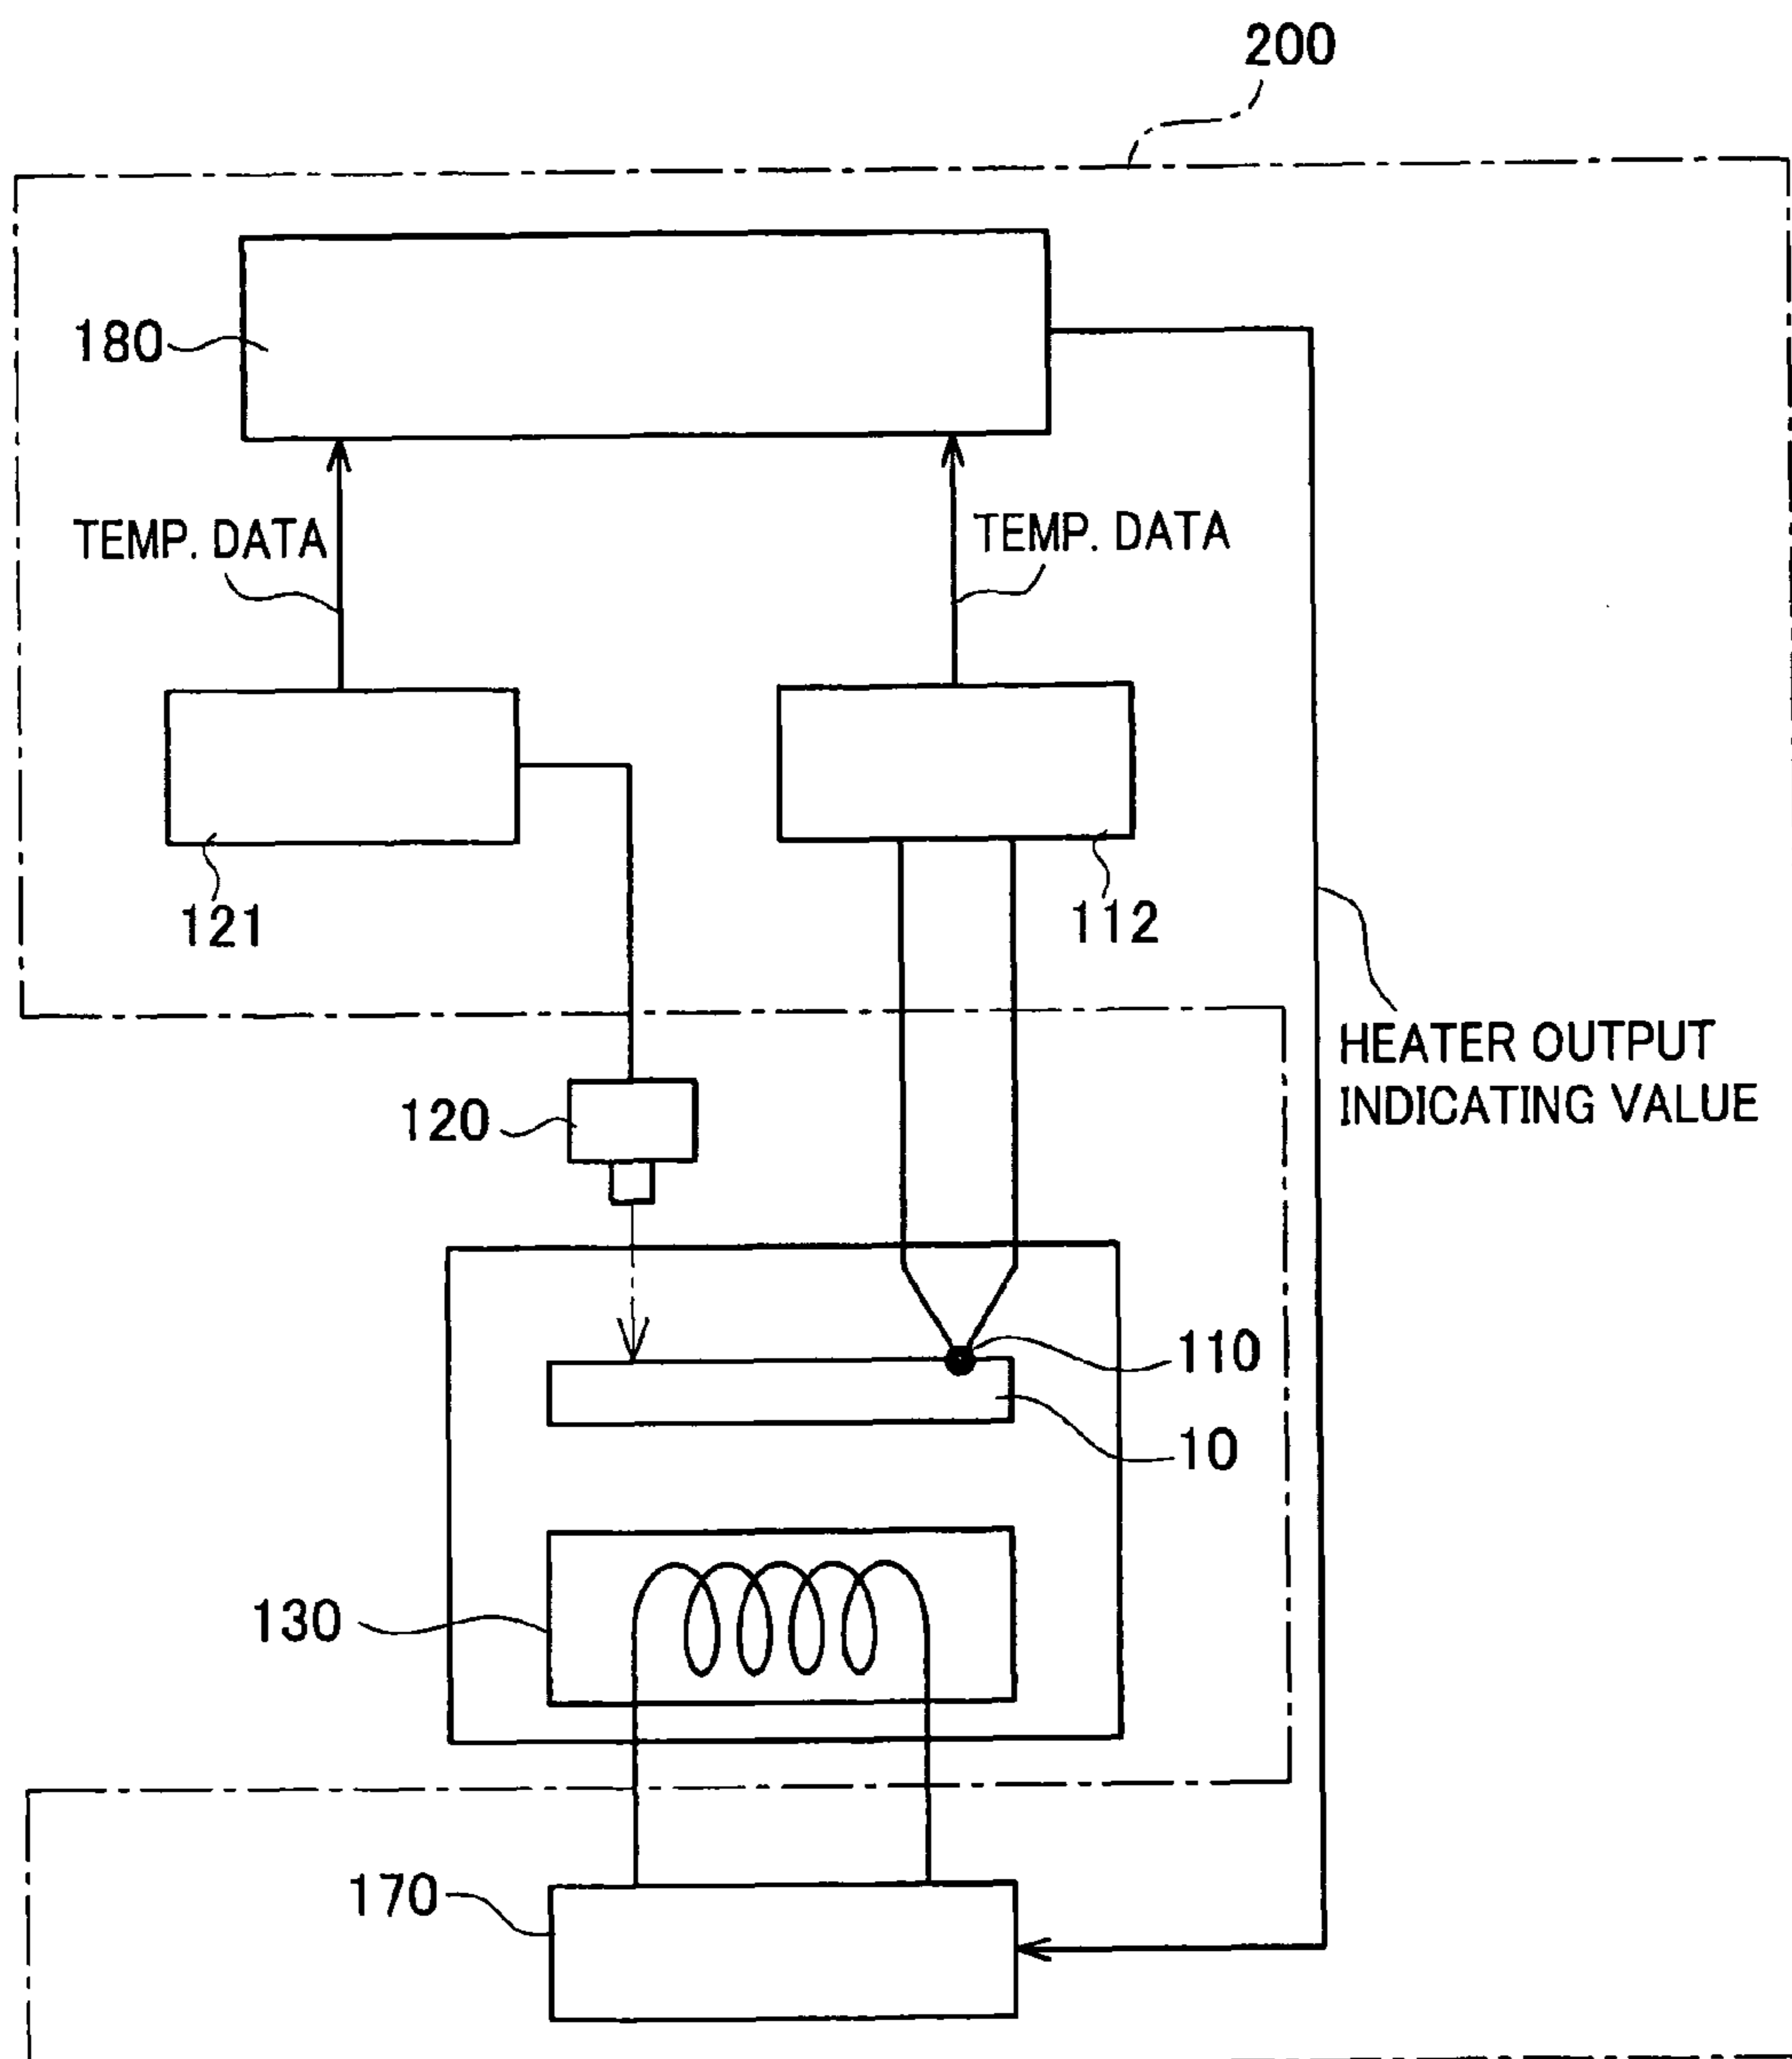 200
180
TEMP. DATA
TEMP. DATA
121
112
HEATER OUTPUT
INDICATING VALUE
120
110
10
130
170